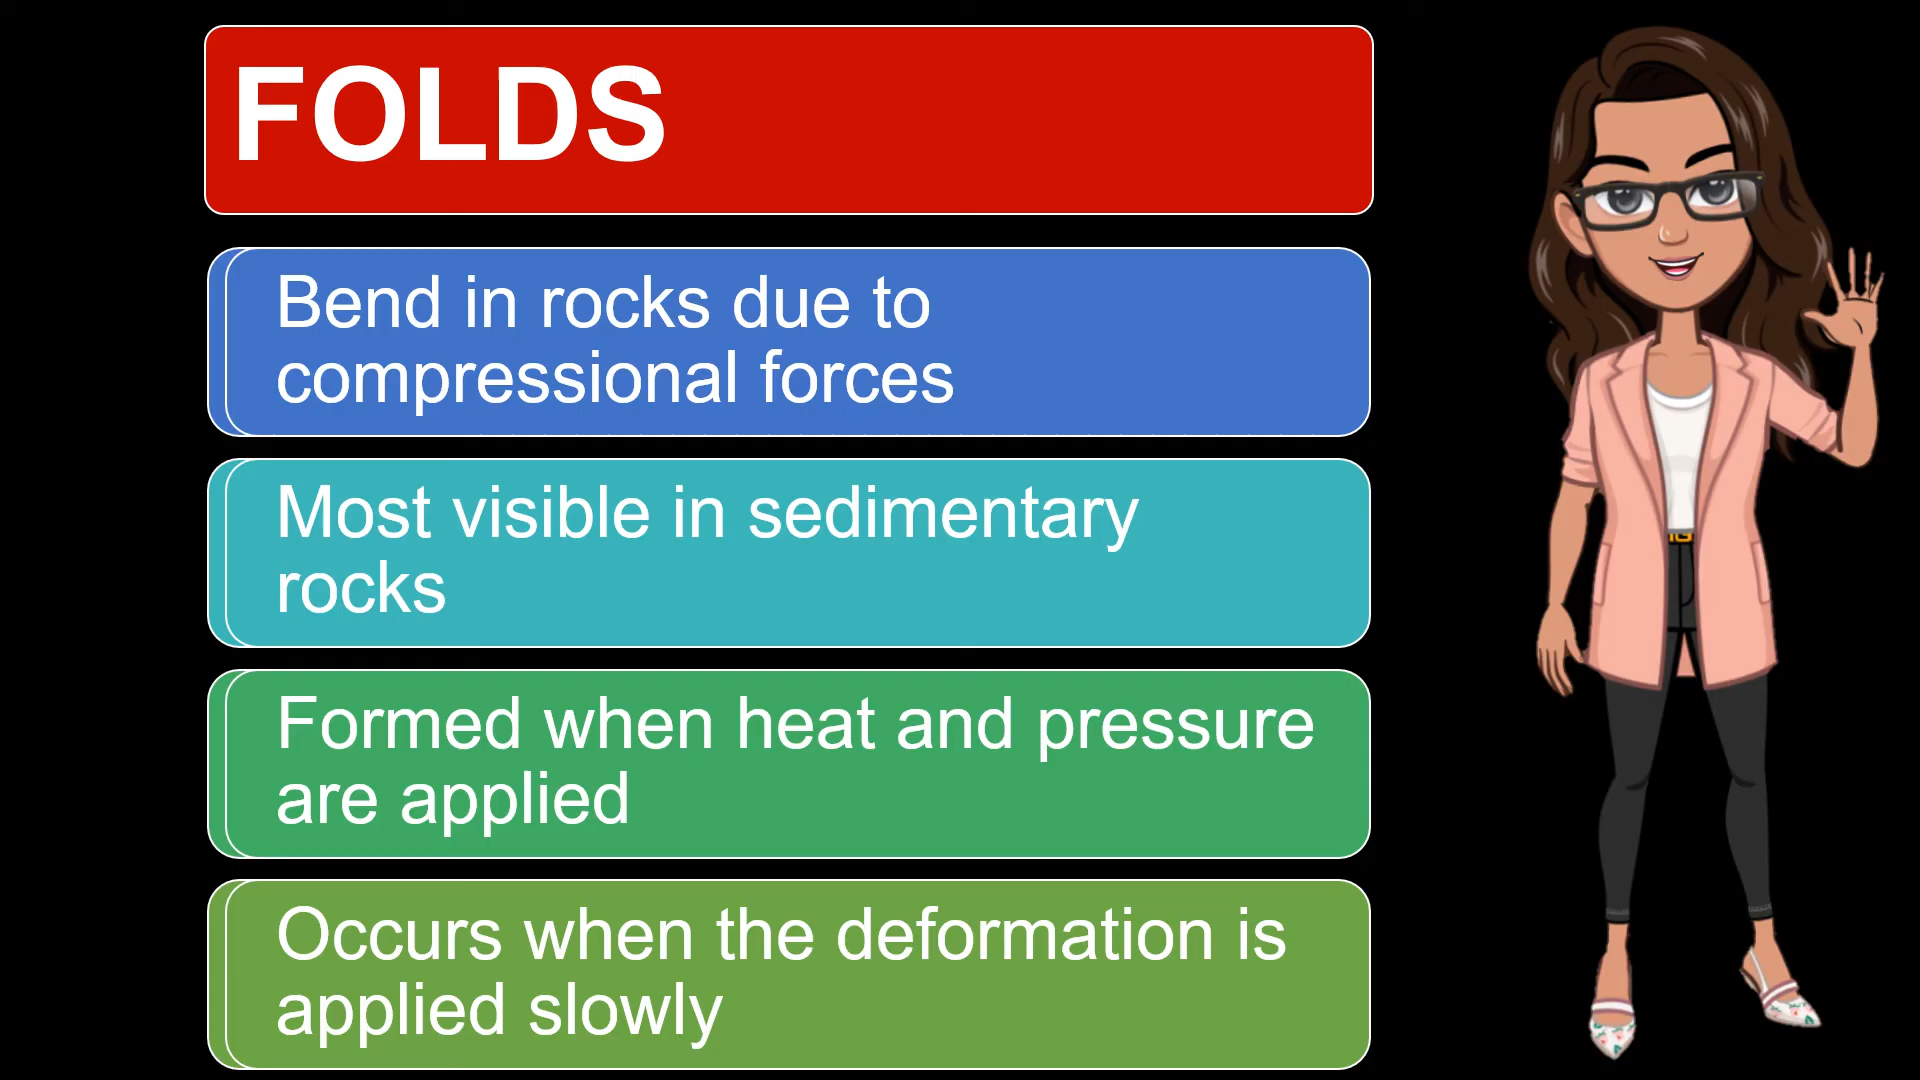 FOLDS
Bend in rocks due to
compressional forces
Most visible in sedimentary
rocks
Formed when heat and pressure
are applied
Occurs when the deformation is
applied slowly